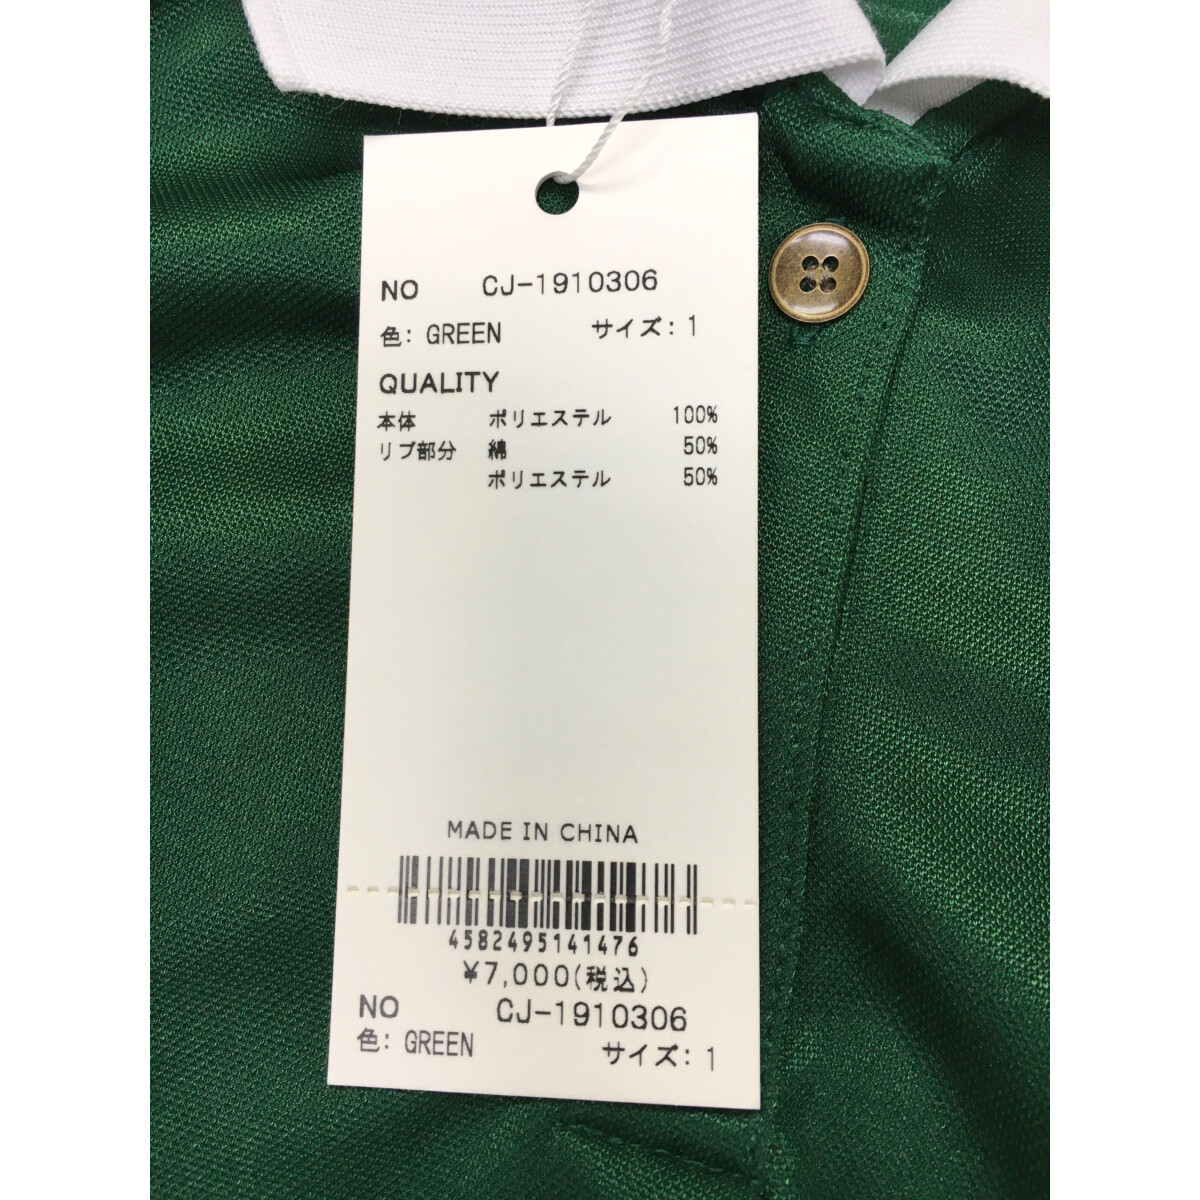 NO CJ-1910306
色: GREEN サイズ: 1
QUALITY
本体 ポリエステル 100%
リブ部分 綿 50%
ポリエステル 50%
MADE IN CHINA
4582495141476
¥7,000(税込)
NO CJ-1910306
色: GREEN サイズ: 1